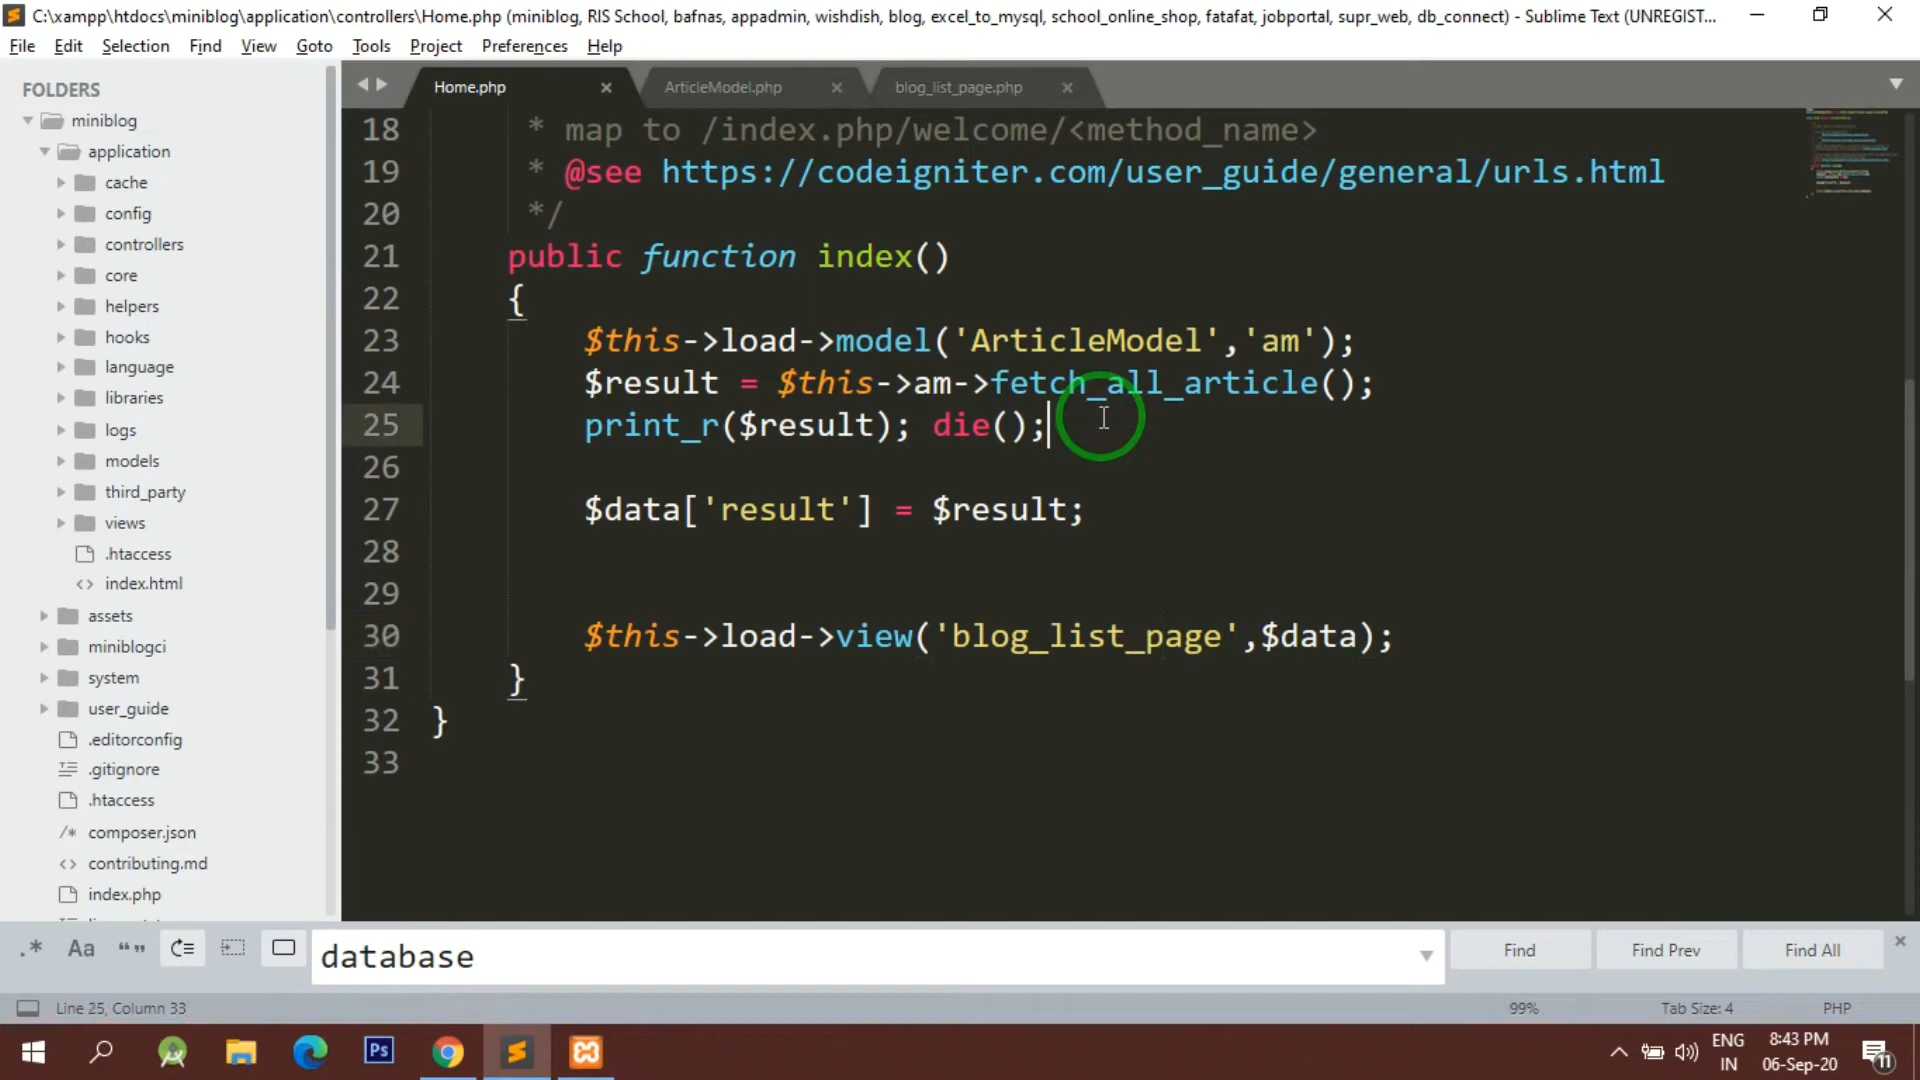 C:\xampp\htdocs\miniblog\application\controllers\Home.php (miniblog, RIS School, bafnas, appadmin, wishdish, blog, excel_to_mysql, school_online_shop, fatafat, jobportal, supr_web, db_connect) - Sublime Text (UNREGIST...
File Edit Selection Find View Goto Tools Project Preferences Help
FOLDERS
miniblog
application
cache
config
controllers
core
helpers
hooks
language
libraries
logs
models
third_party
views
.htaccess
index.html
assets
miniblogci
system
user_guide
.editorconfig
.gitignore
.htaccess
composer.json
contributing.md
index.php
Home.php ArticleModel.php blog_list_page.php
18 * map to /index.php/welcome/<method_name>
19 * @see https://codeigniter.com/user_guide/general/urls.html
20 */
21 public function index()
22 {
23 $this->load->model('ArticleModel','am');
24 $result = $this->am->fetch_all_article();
25 print_r($result); die();
26
27 $data['result'] = $result;
28
29
30 $this->load->view('blog_list_page',$data);
31 }
32 }
33
.* Aa “” database Find Find Prev Find All
Line 25, Column 33 99% Tab Size: 4 PHP
Ps ENG IN 8:43 PM 06-Sep-20 11